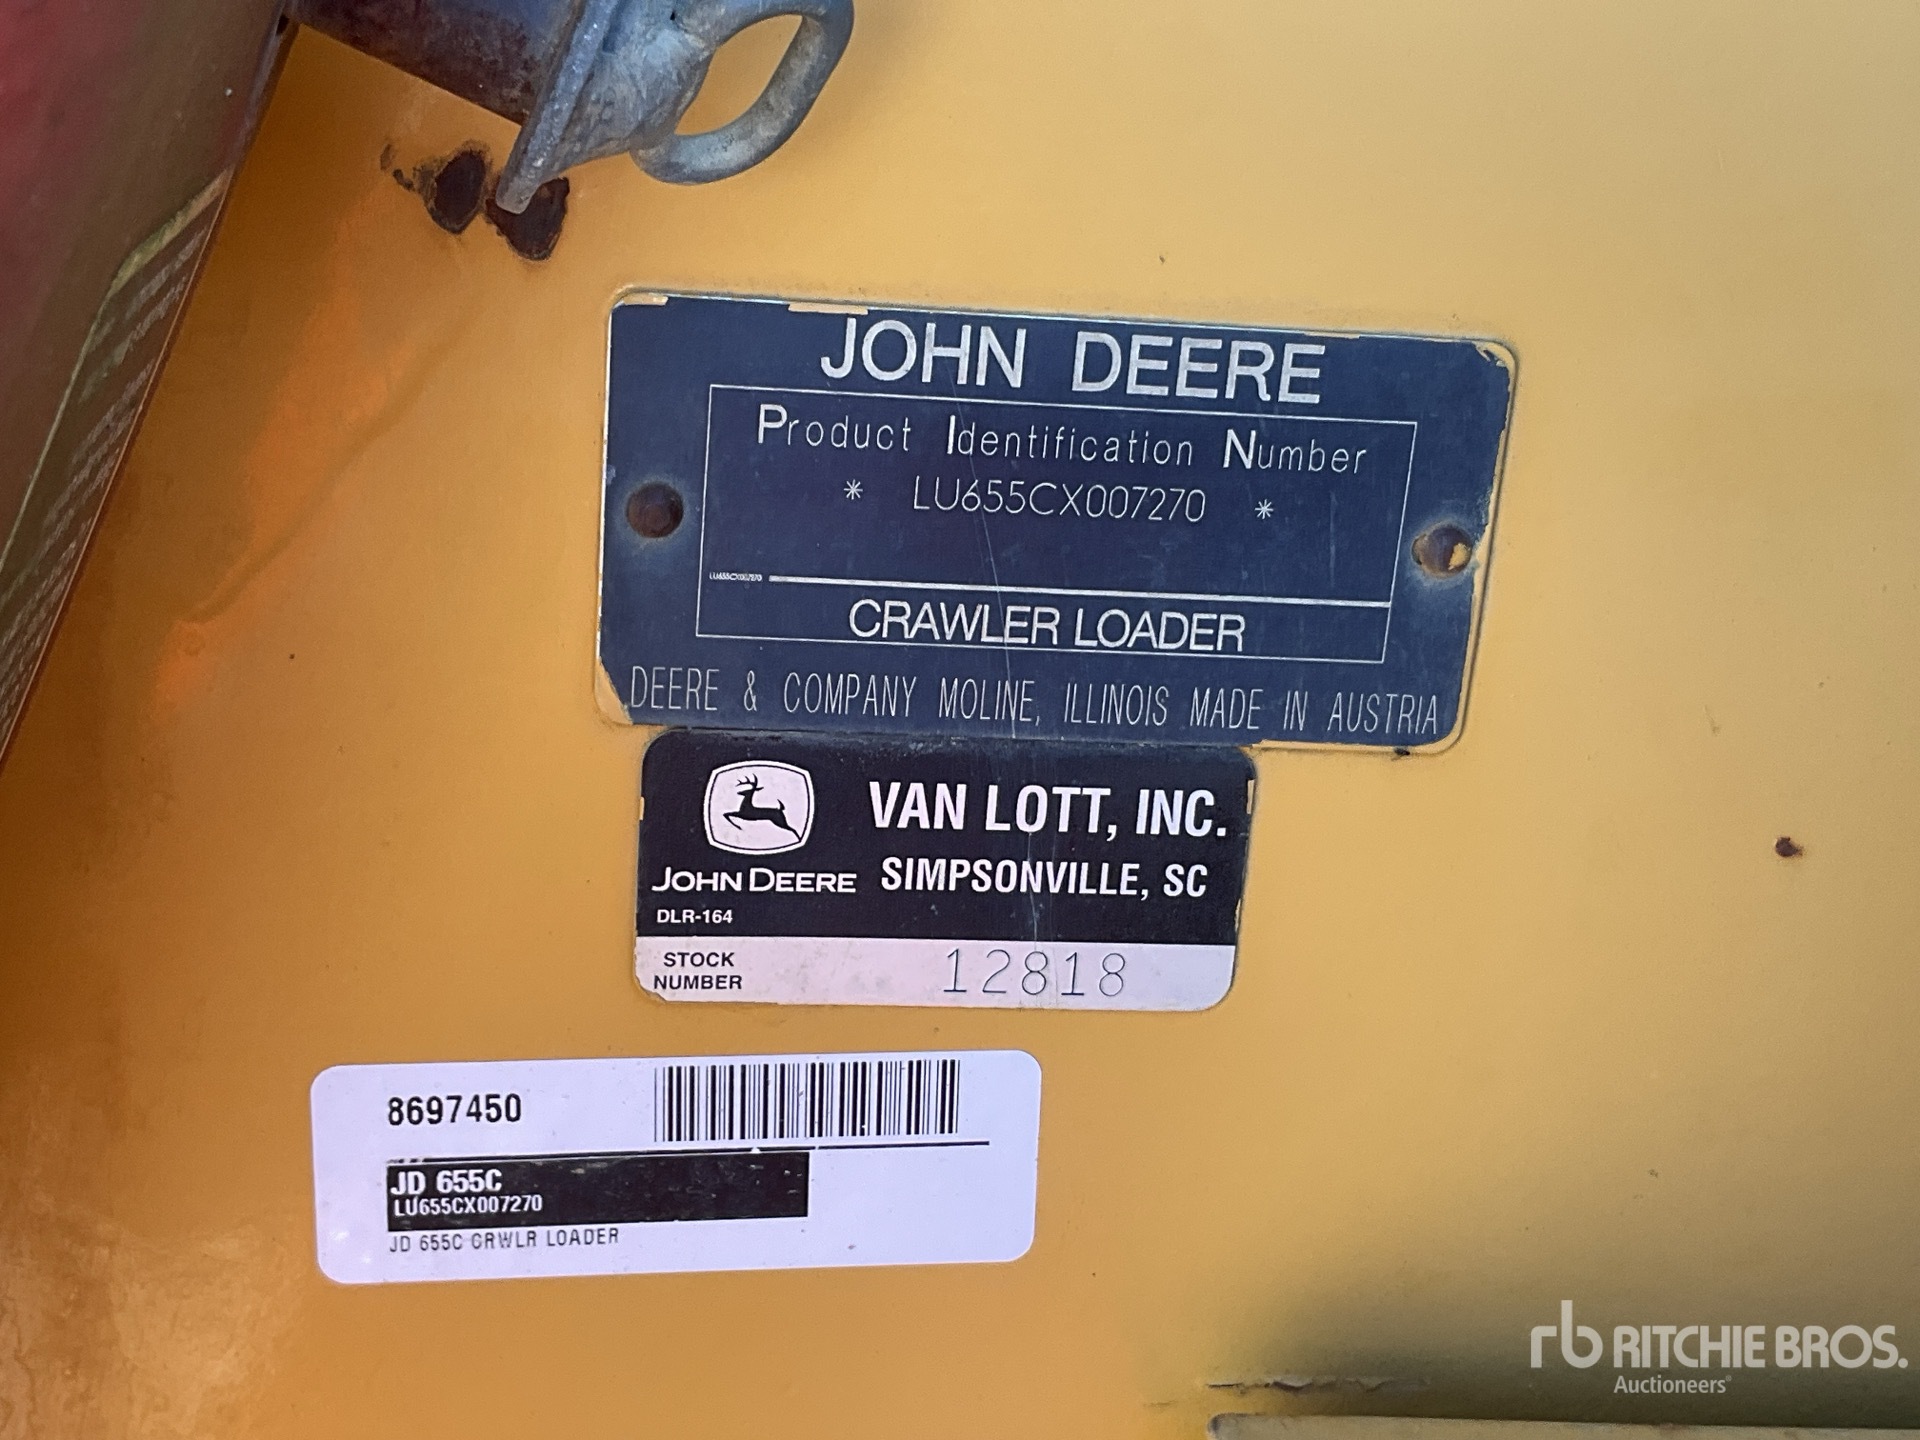 JOHN DEERE
Product Identification Number
* LU655CX007270 *
LU655CX007270
CRAWLER LOADER
DEERE & COMPANY MOLINE, ILLINOIS MADE IN AUSTRIA
VAN LOTT, INC.
JOHN DEERE SIMPSONVILLE, SC
DLR-164
STOCK
NUMBER 12818
8697450
JD 655C
LU655CX007270
JD 655C CRWLR LOADER
rb RITCHIE BROS.
Auctioneers